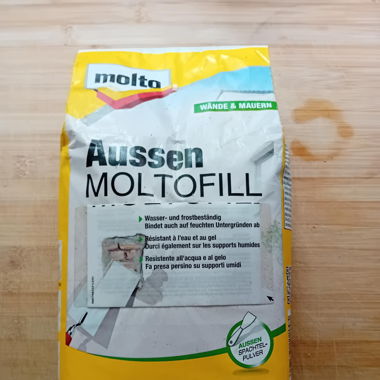 molto
WÄNDE & MAUERN
Aussen
MOLTOFILL
Wasser- und frostbeständig
Bindet auch auf feuchten Untergründen ab
Résistant à l'eau et au gel
Durci également sur les supports humides
Resistente all'acqua e al gelo
Fa presa persino su supporti umidi
AUSSEN
SPACHTEL-
PULVER